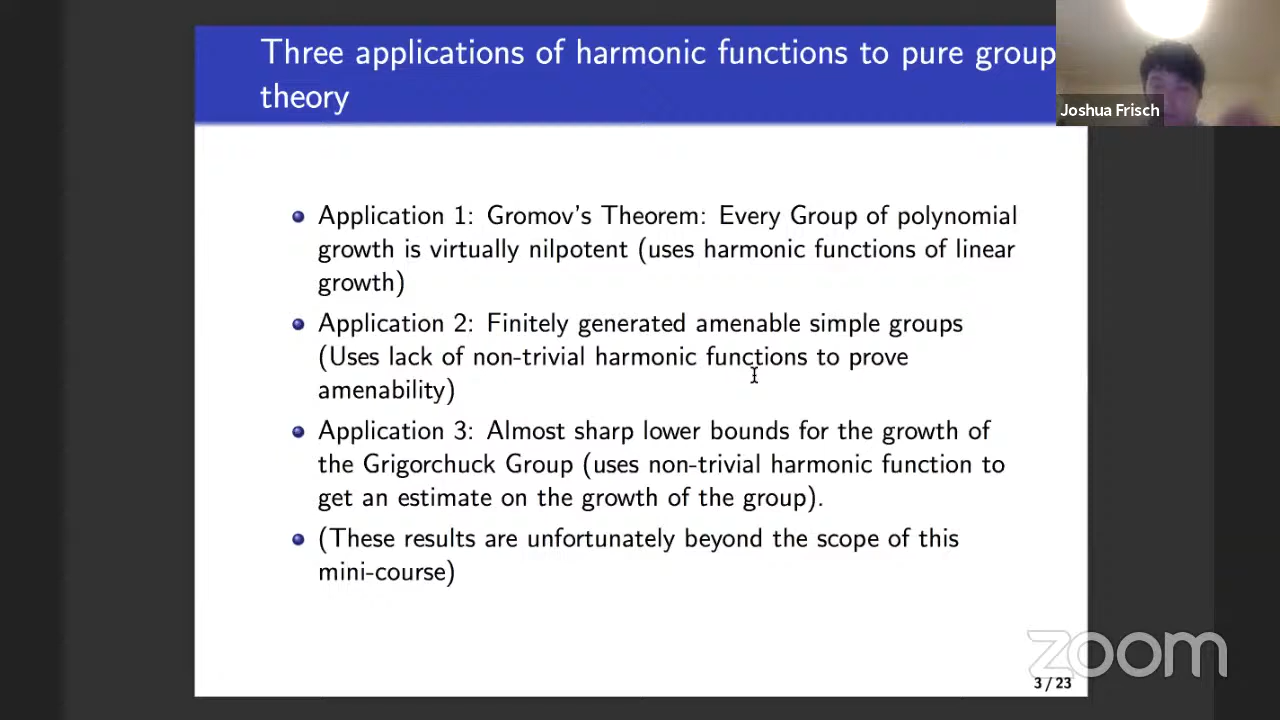 Three applications of harmonic functions to pure group
theory
Joshua Frisch
Application 1: Gromov's Theorem: Every Group of polynomial
growth is virtually nilpotent (uses harmonic functions of linear
growth)
Application 2: Finitely generated amenable simple groups
(Uses lack of non-trivial harmonic functions to prove
amenability)
Application 3: Almost sharp lower bounds for the growth of
the Grigorchuck Group (uses non-trivial harmonic function to
get an estimate on the growth of the group).
(These results are unfortunately beyond the scope of this
mini-course)
zoom
3 / 23